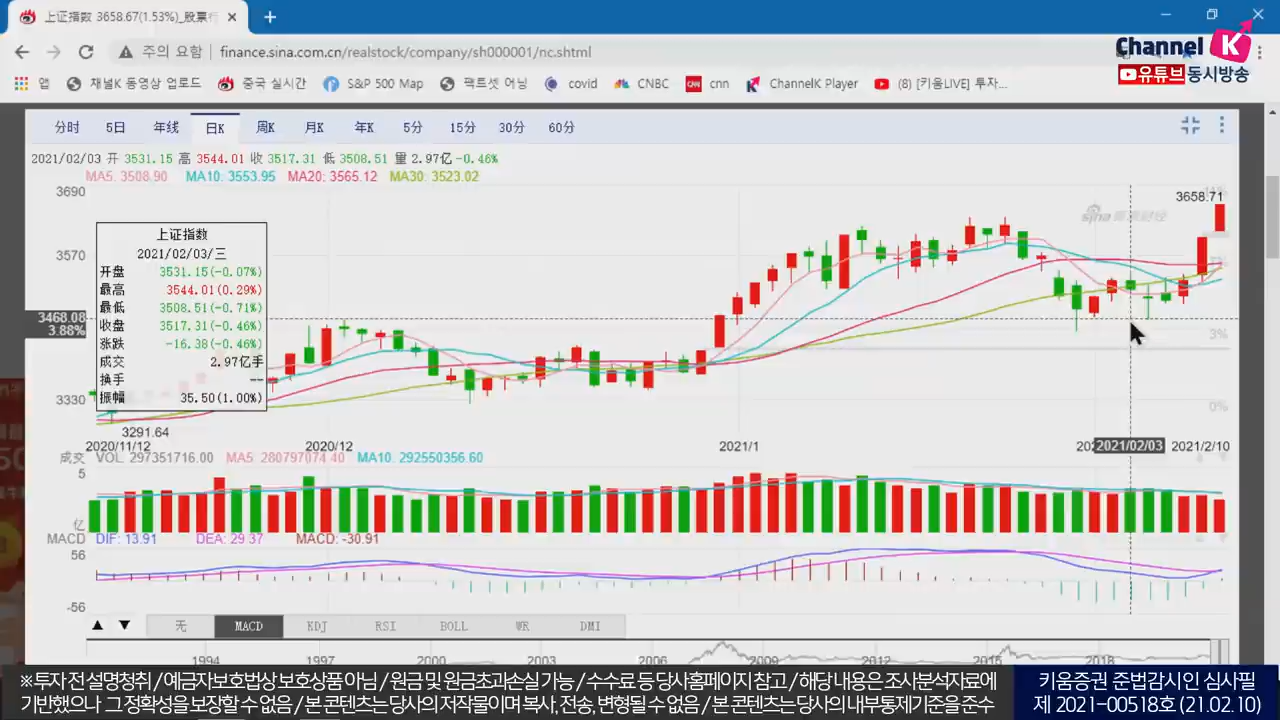 上证指数 3658.67(1.53%)_股票行
주의 요함
finance.sina.com.cn/realstock/company/sh000001/nc.shtml
Channel K
유튜브동시방송
앱
채널K 동영상 업로드
중국 실시간
S&P 500 Map
covid
CNBC
cnn
ChannelK Player
(8) [키움LIVE] 투자...
分时 5日 年线 日K 周K 月K 年K 5分 15分 30分 60分
2021/02/03 开 3531.15 高 3544.01 收 3517.31 低 3508.51 量 2.97亿 -0.46%
MA5: 3508.90 MA10: 3553.95 MA20: 3565.12 MA30: 3523.02
3690
11%
3658.71
sina 新浪财经
上证指数
2021/02/03/三
开盘 3531.15(-0.07%)
最高 3544.01(0.29%)
最低 3508.51(-0.71%)
收盘 3517.31(-0.46%)
涨跌 -16.38(-0.46%)
成交 2.97亿手
换手 --
振幅 35.50(1.00%)
3570
3468.08
3.88%
3%
3330
0%
3291.64
2020/11/12 2020/12 2021/1 2021/02/03 2021/2/10
成交 VOL: 297351716.00 MA5: 280797074.40 MA10: 292550356.60
5
亿
MACD DIF: 13.91 DEA: 29.37 MACD: -30.91
56
-56
▲ ▼ 无 MACD KDJ RSI BOLL WR DMI
1994 1997 2000 2003 2006 2009 2012 2015 2018
※투자 전 설명청취 / 예금자보호법상 보호상품 아님 / 원금 및 원금초과손실 가능 / 수수료 등 당사홈페이지 참고 / 해당 내용은 조사분석자료에
기반했으나 그 정확성을 보장할 수 없음 / 본 콘텐츠는 당사의 저작물이며 복사, 전송, 변형될 수 없음 / 본 콘텐츠는 당사의 내부통제기준을 준수
키움증권 준법감시인 심사필
제 2021-00518호 (21.02.10)